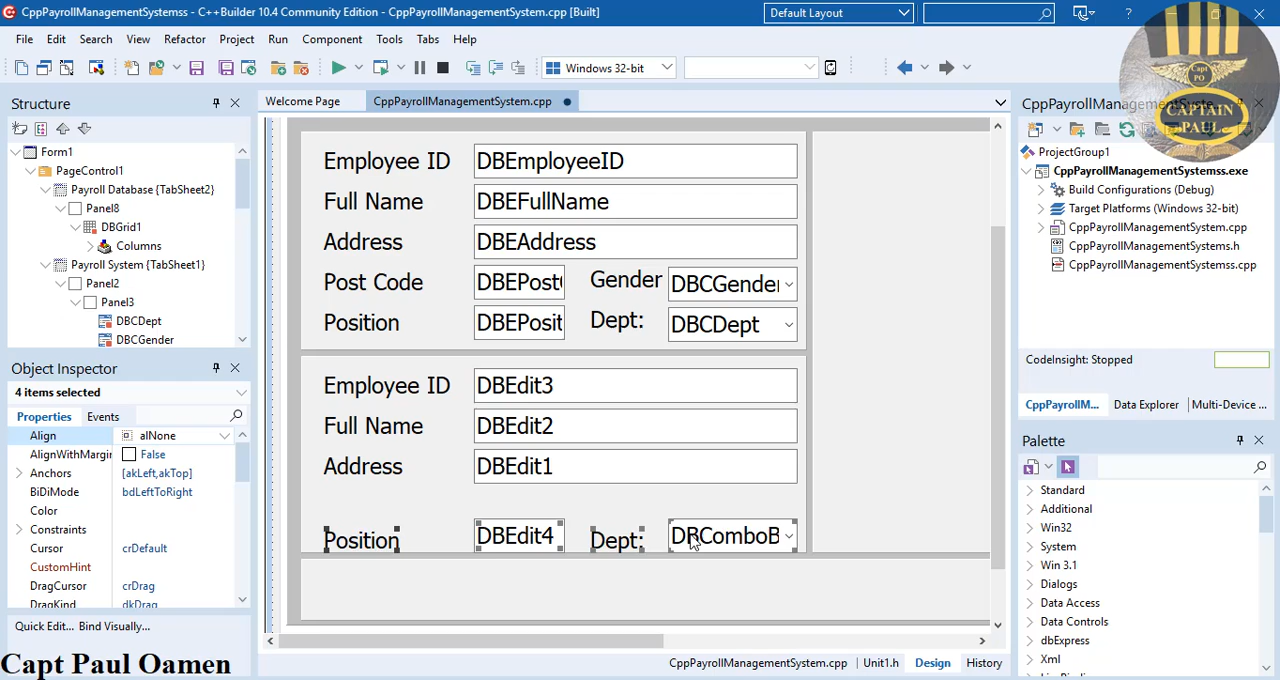 CppPayrollManagementSystemss - C++Builder 10.4 Community Edition - CppPayrollManagementSystem.cpp [Built]
Default Layout
File Edit Search View Refactor Project Run Component Tools Tabs Help
Windows 32-bit
Structure
Form1
PageControl1
Payroll Database {TabSheet2}
Panel8
DBGrid1
Columns
Payroll System {TabSheet1}
Panel2
Panel3
DBCDept
DBCGender
Object Inspector
4 items selected
Properties Events
Align alNone
AlignWithMargin False
Anchors [akLeft,akTop]
BiDiMode bdLeftToRight
Color
Constraints
Cursor crDefault
CustomHint
DragCursor crDrag
DragKind dkDrag
Quick Edit... Bind Visually...
Capt Paul Oamen
Welcome Page CppPayrollManagementSystem.cpp
Employee ID DBEmployeeID
Full Name DBEFullName
Address DBEAddress
Post Code DBEPost Gender DBCGender
Position DBEPosit Dept: DBCDept
Employee ID DBEdit3
Full Name DBEdit2
Address DBEdit1
Position DBEdit4 Dept: DBComboB
CppPayrollManagementSystem.cpp Unit1.h Design History
CppPayrollManagementSyste
Capt
PO
CAPTAIN
PAUL
ProjectGroup1
CppPayrollManagementSystemss.exe
Build Configurations (Debug)
Target Platforms (Windows 32-bit)
CppPayrollManagementSystem.cpp
CppPayrollManagementSystems.h
CppPayrollManagementSystemss.cpp
CodeInsight: Stopped
CppPayrollM... Data Explorer Multi-Device ...
Palette
Standard
Additional
Win32
System
Win 3.1
Dialogs
Data Access
Data Controls
dbExpress
Xml